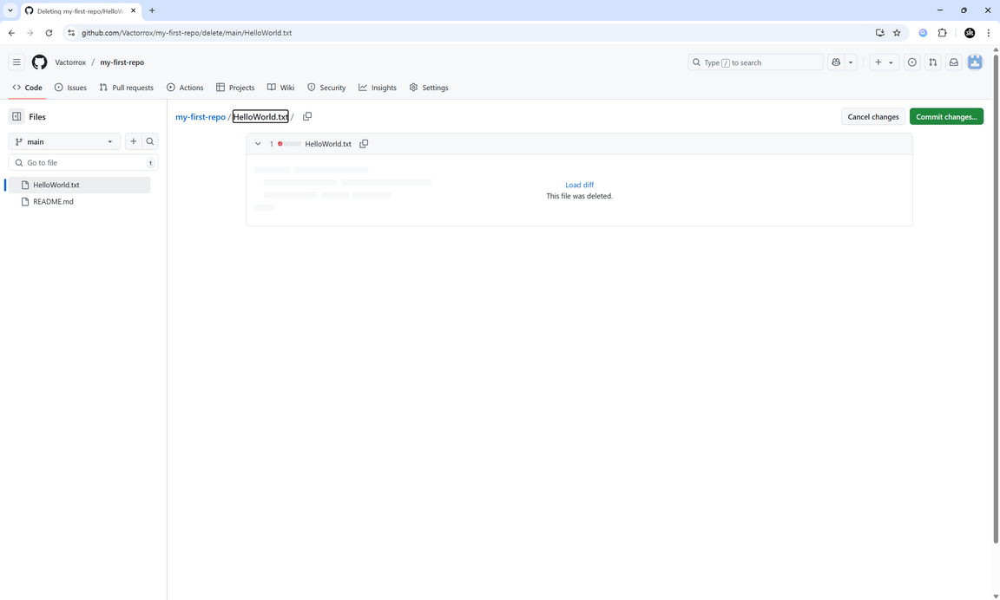 Deleting my-first-repo/HelloW
github.com/Vactorrox/my-first-repo/delete/main/HelloWorld.txt
Vactorrox / my-first-repo
Type / to search
Code Issues Pull requests Actions Projects Wiki Security Insights Settings
Files
my-first-repo / HelloWorld.txt /
Cancel changes
Commit changes...
main
1 HelloWorld.txt
Go to file t
HelloWorld.txt
Load diff
This file was deleted.
README.md